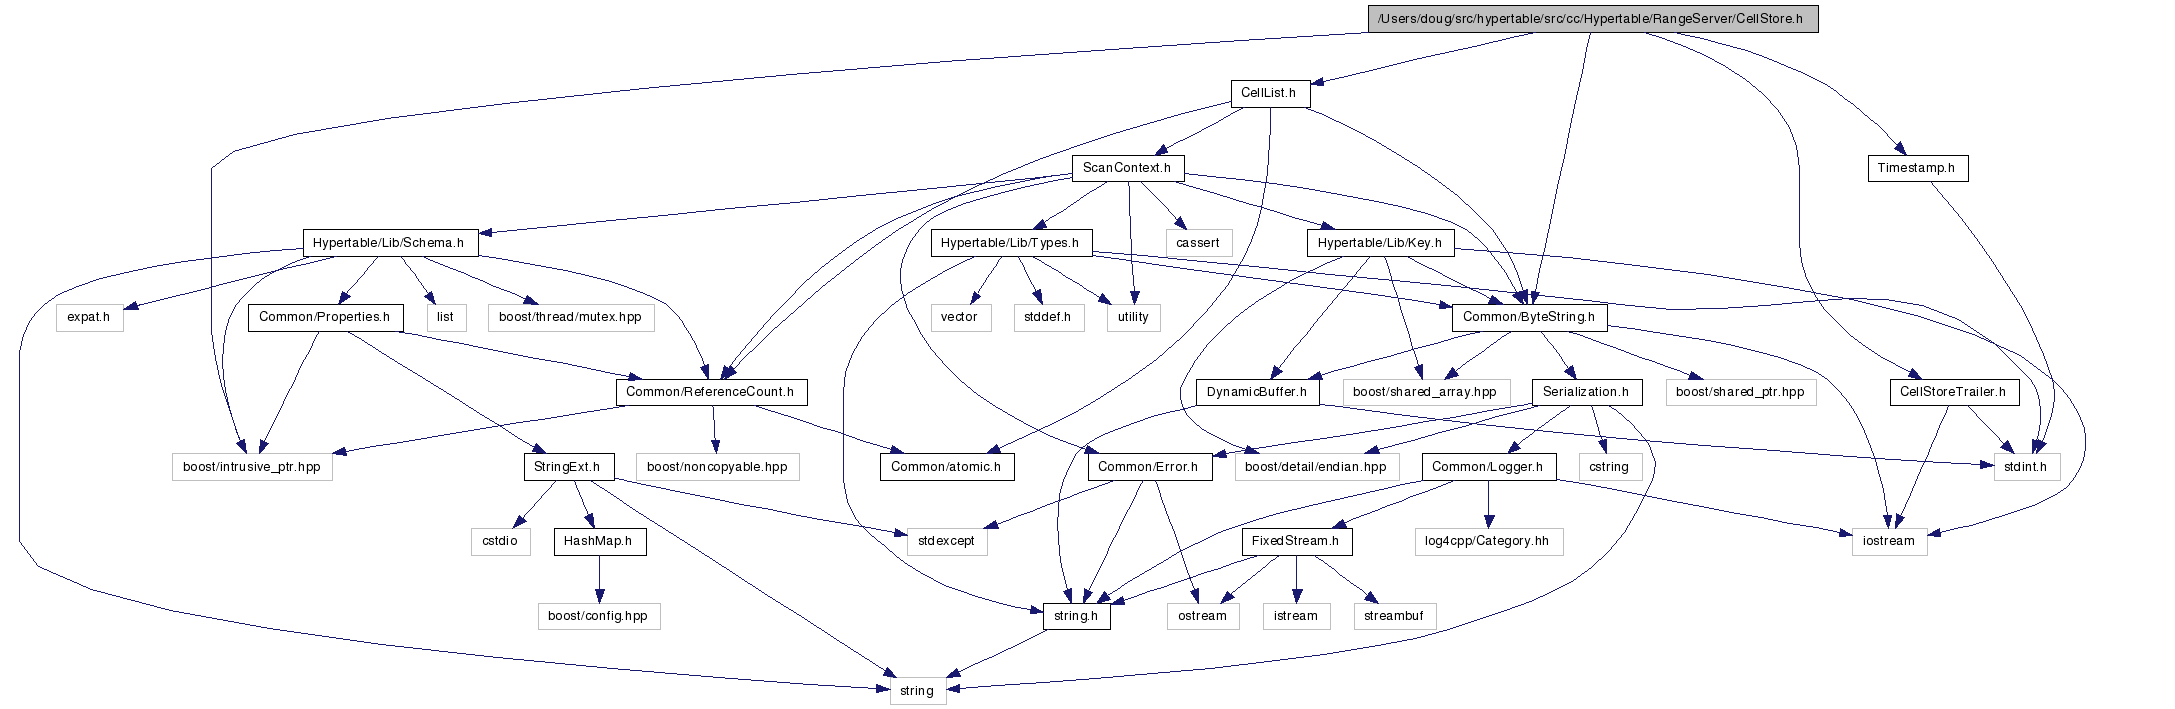 /Users/doug/src/hypertable/src/cc/Hypertable/RangeServer/CellStore.h
CellList.h
ScanContext.h
Timestamp.h
Hypertable/Lib/Schema.h
Hypertable/Lib/Types.h
cassert
Hypertable/Lib/Key.h
expat.h
Common/Properties.h
list
boost/thread/mutex.hpp
vector
stddef.h
utility
Common/ByteString.h
Common/ReferenceCount.h
DynamicBuffer.h
boost/shared_array.hpp
Serialization.h
boost/shared_ptr.hpp
CellStoreTrailer.h
boost/intrusive_ptr.hpp
StringExt.h
boost/noncopyable.hpp
Common/atomic.h
Common/Error.h
boost/detail/endian.hpp
Common/Logger.h
cstring
stdint.h
cstdio
HashMap.h
stdexcept
FixedStream.h
log4cpp/Category.hh
iostream
boost/config.hpp
string.h
ostream
istream
streambuf
string